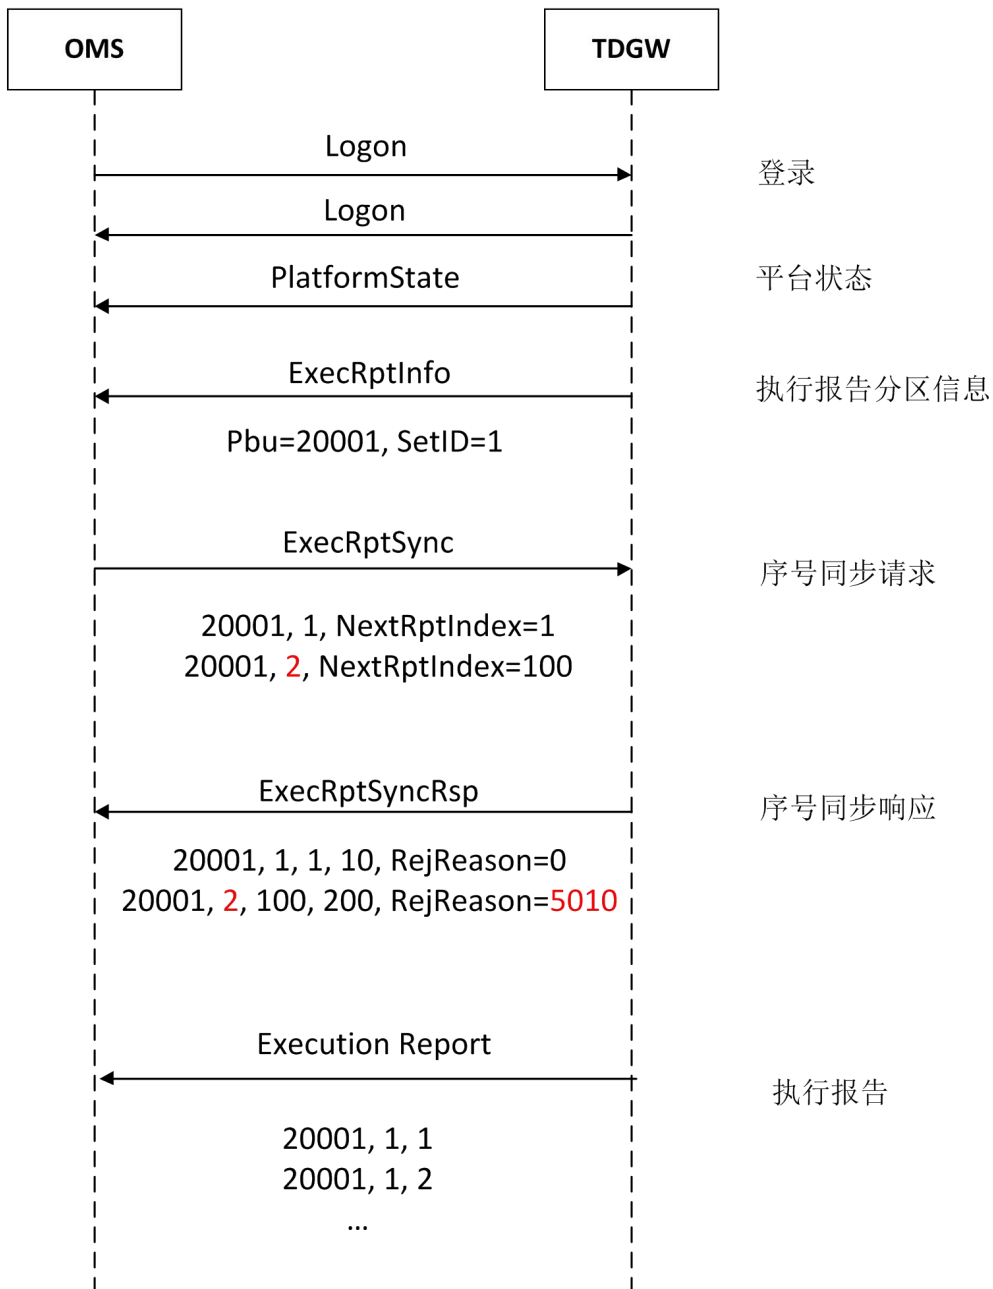 OMS
TDGW
Logon
登录
Logon
PlatformState
平台状态
ExecRptInfo
执行报告分区信息
Pbu=20001, SetID=1
ExecRptSync
序号同步请求
20001, 1, NextRptIndex=1
20001, 2, NextRptIndex=100
ExecRptSyncRsp
序号同步响应
20001, 1, 1, 10, RejReason=0
20001, 2, 100, 200, RejReason=5010
Execution Report
执行报告
20001, 1, 1
20001, 1, 2
...